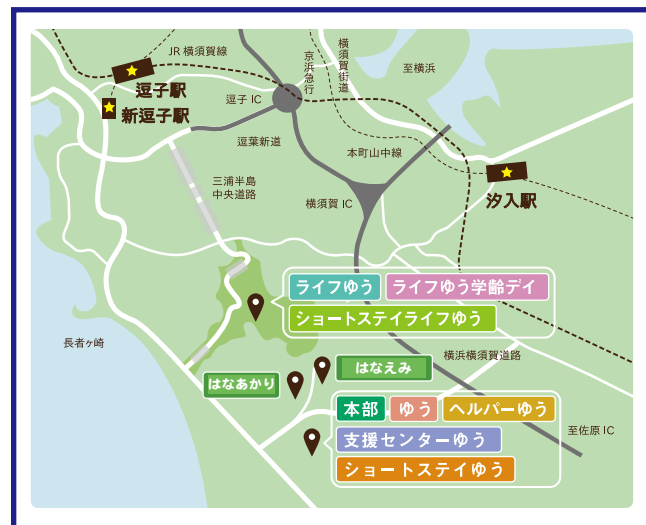 JR 横須賀線
京浜急行
横須賀街道
至横浜
逗子駅
逗子 IC
新逗子駅
逗葉新道
本町山中線
三浦半島
中央道路
横須賀 IC
汐入駅
ライフゆう
ライフゆう学齢デイ
ショートステイライフゆう
長者ヶ崎
横浜横須賀道路
はなえみ
はなあかり
本部
ゆう
ヘルパーゆう
至佐原 IC
支援センターゆう
ショートステイゆう